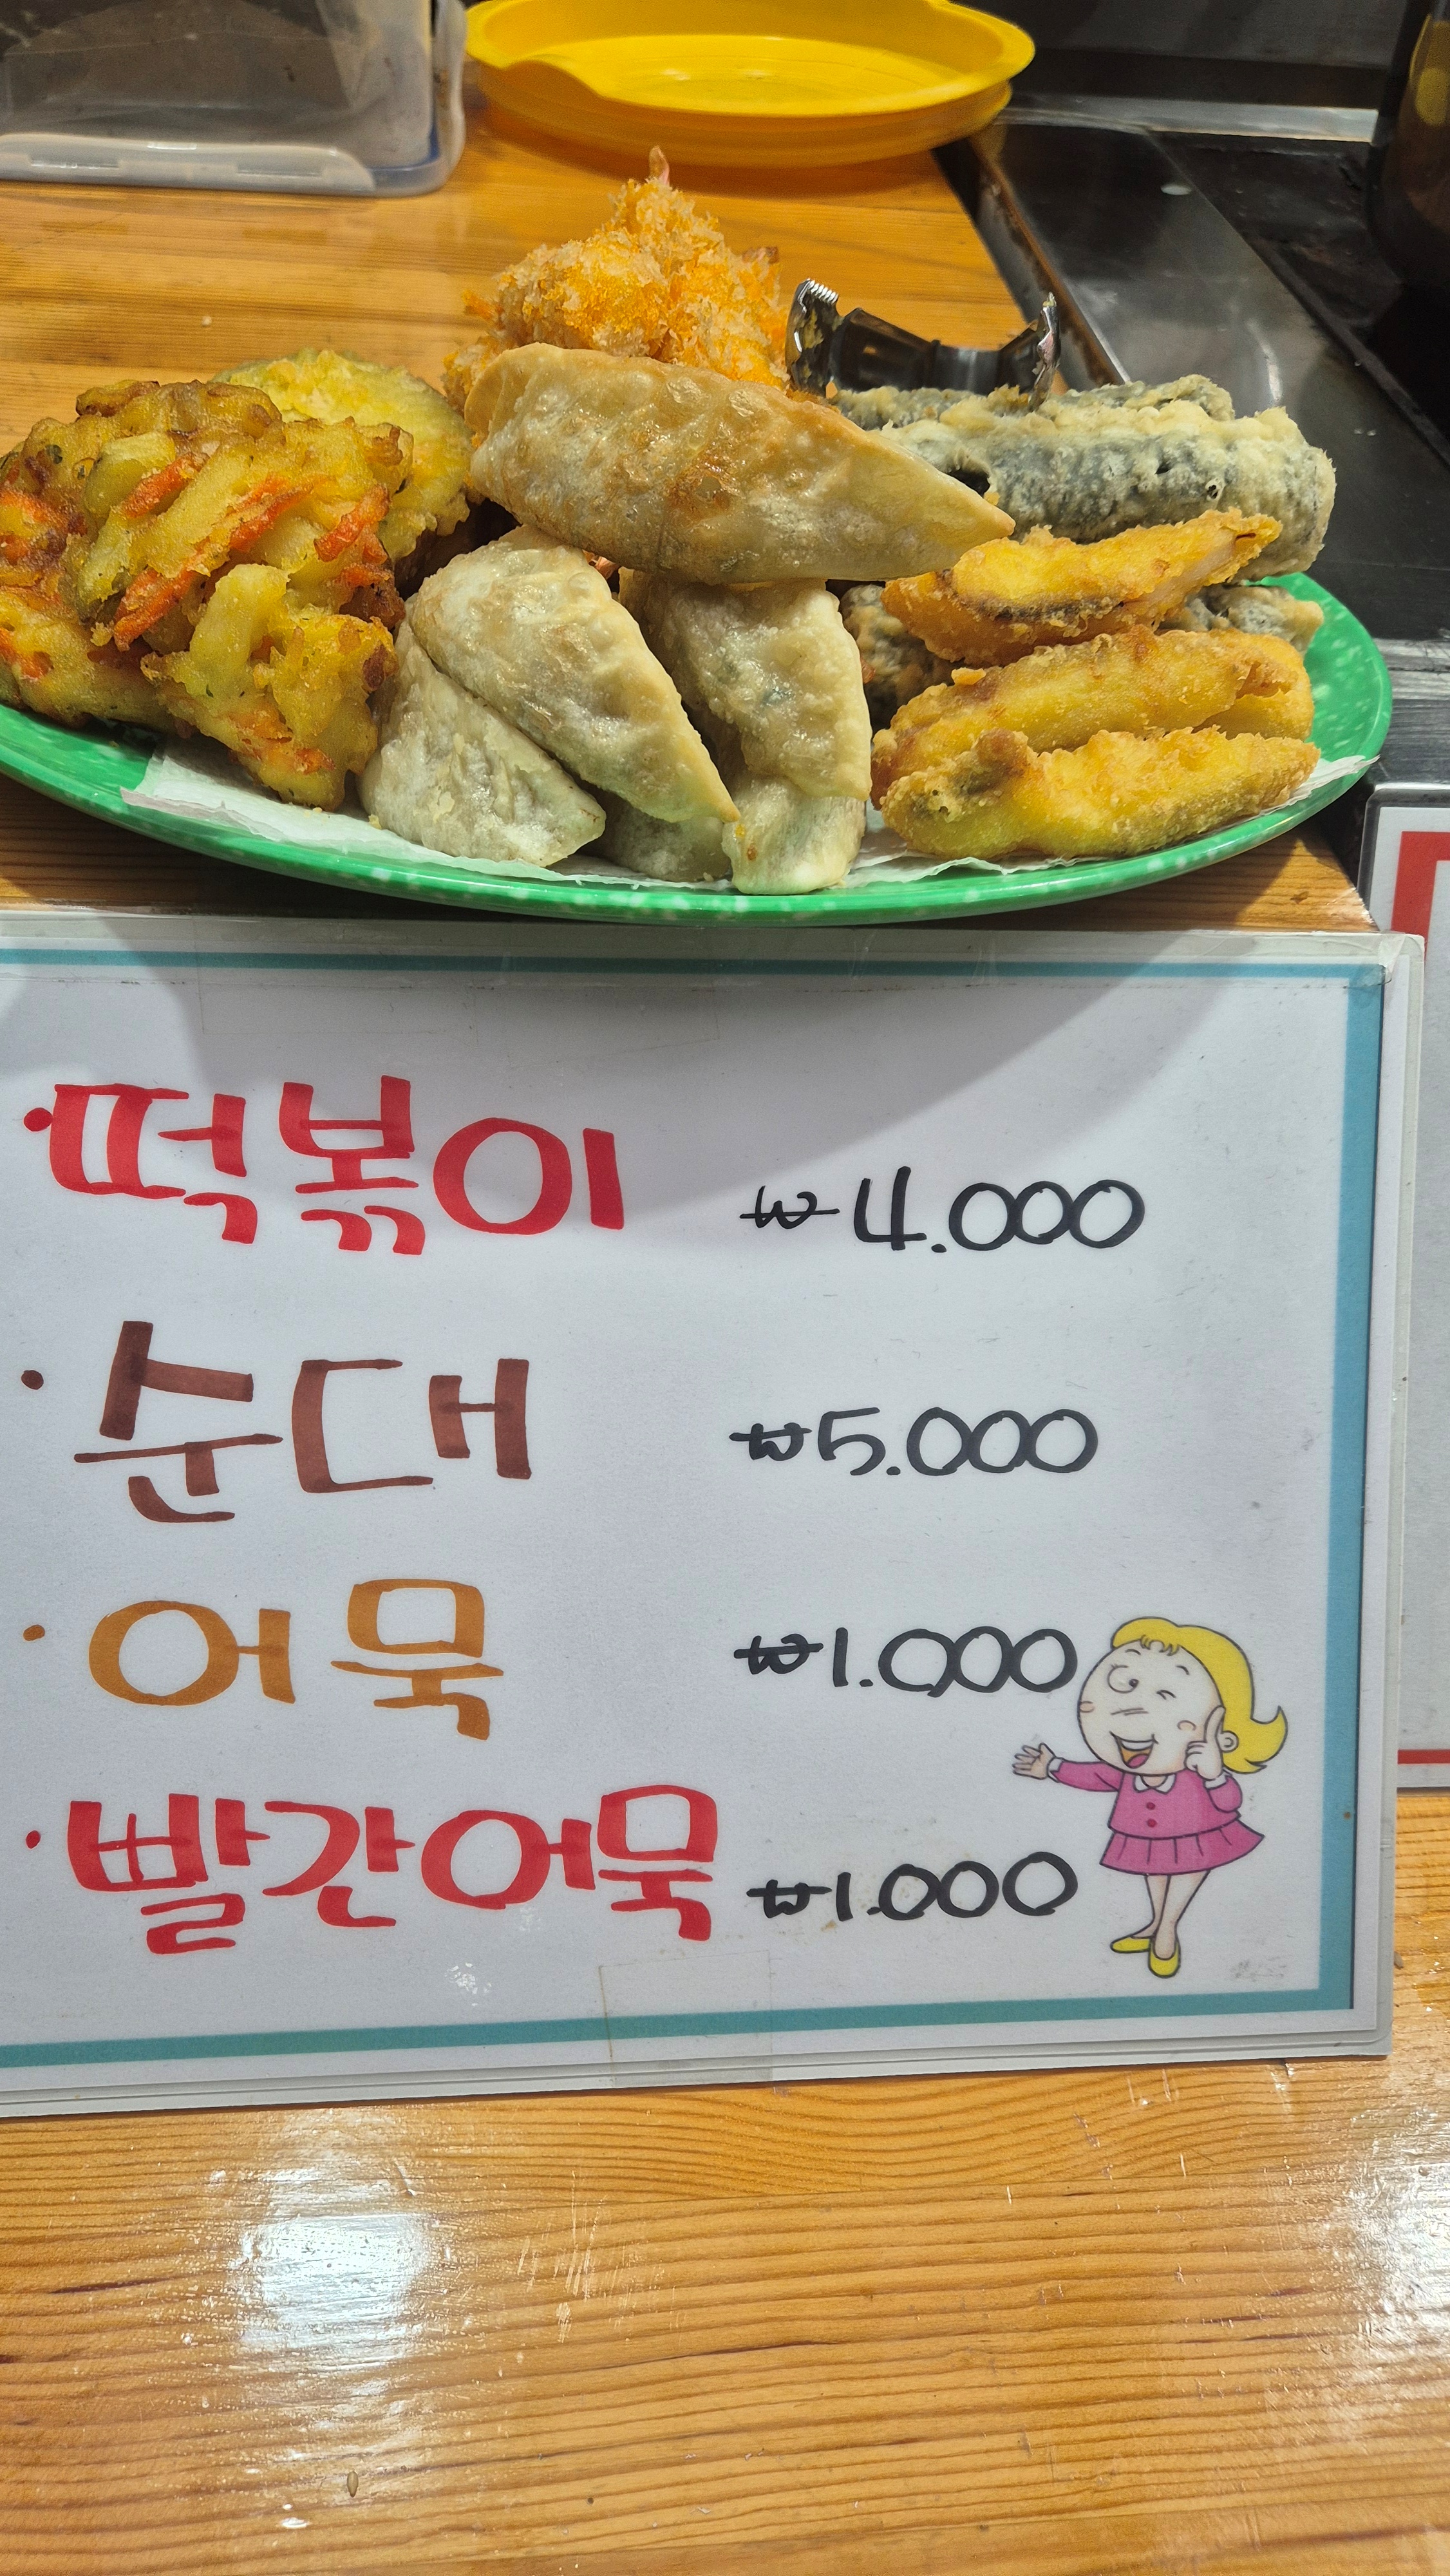 · 떡볶이 ₩4.000
· 순대 ₩5.000
· 어묵 ₩1.000
· 빨간어묵 ₩1.000